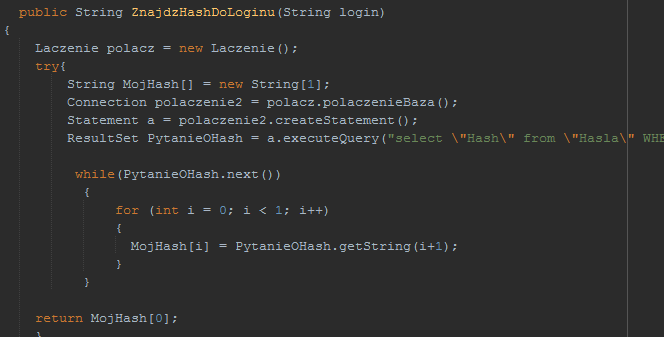 public String ZnajdzHashDoLoginu(String login)
{
Laczenie polacz = new Laczenie();
try{
String MojHash[] = new String[1];
Connection polaczenie2 = polacz.polaczenieBaza();
Statement a = polaczenie2.createStatement();
ResultSet PytanieOHash = a.executeQuery("select \"Hash\" from \"Hasla\" WHE
while(PytanieOHash.next())
{
for (int i = 0; i < 1; i++)
{
MojHash[i] = PytanieOHash.getString(i+1);
}
}
return MojHash[0];
}